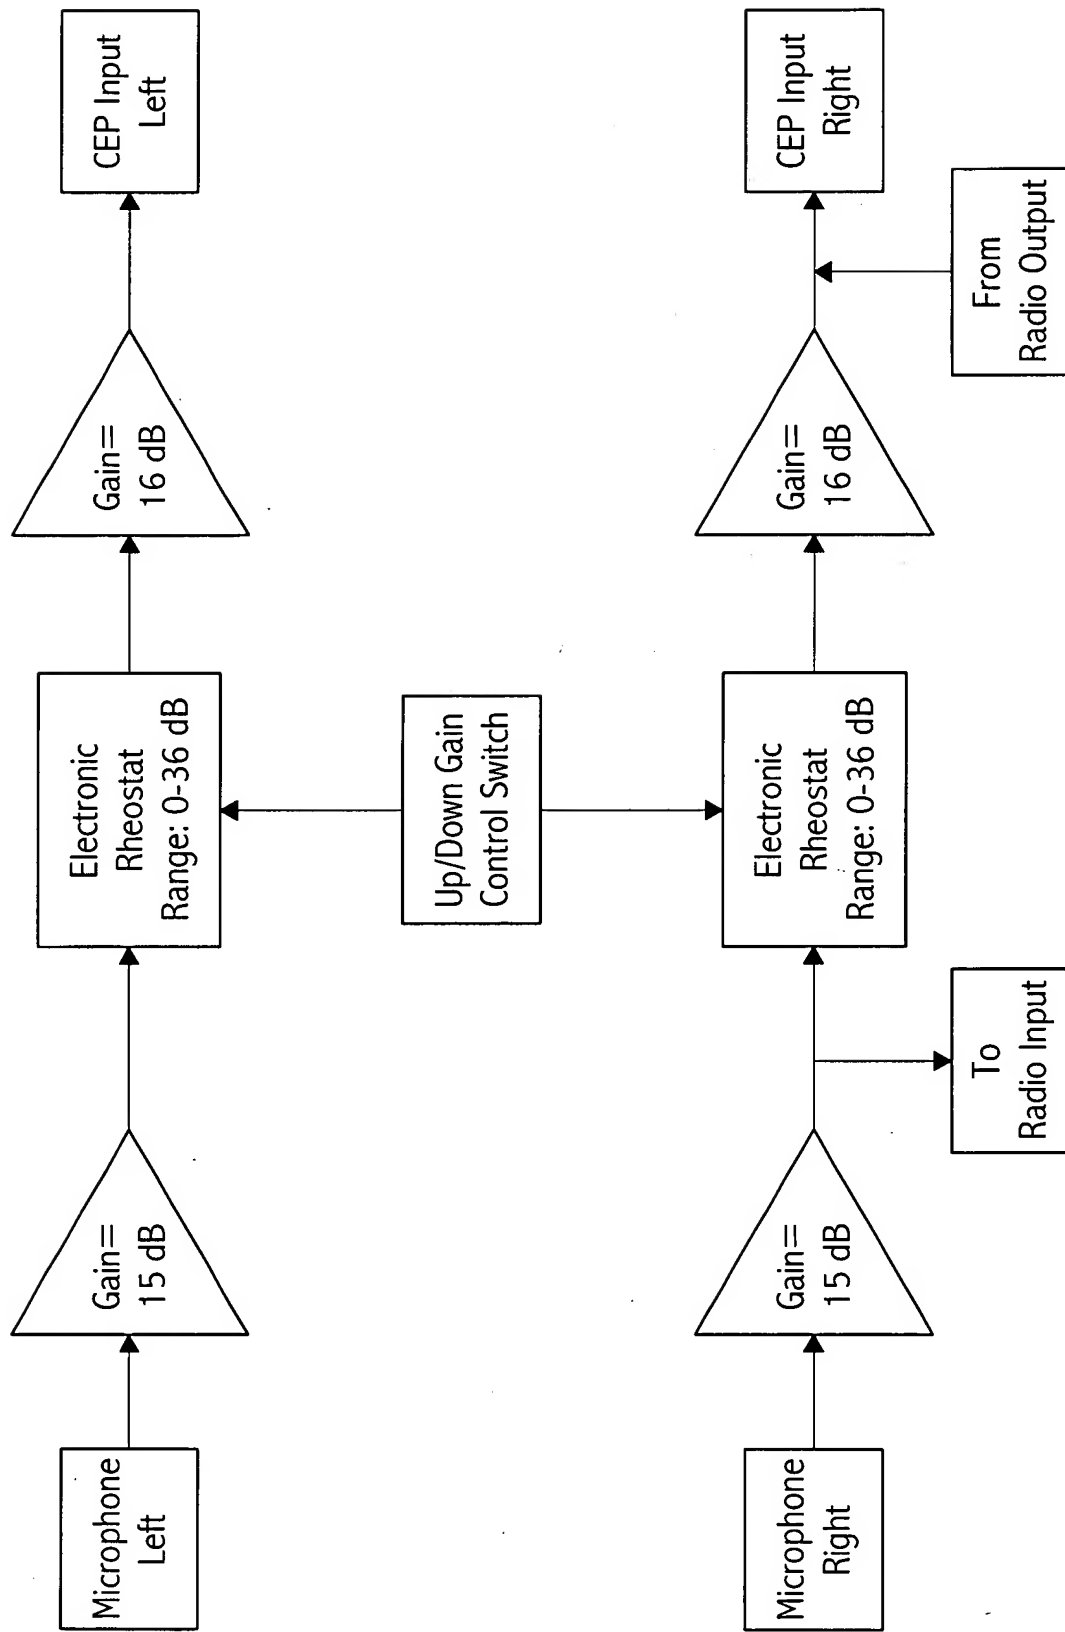 Microphone
Left
Gain=
15 dB
Electronic
Rheostat
Range: 0-36 dB
Gain=
16 dB
CEP Input
Left
Up/Down Gain
Control Switch
Microphone
Right
Gain=
15 dB
Electronic
Rheostat
Range: 0-36 dB
Gain=
16 dB
CEP Input
Right
To
Radio Input
From
Radio Output